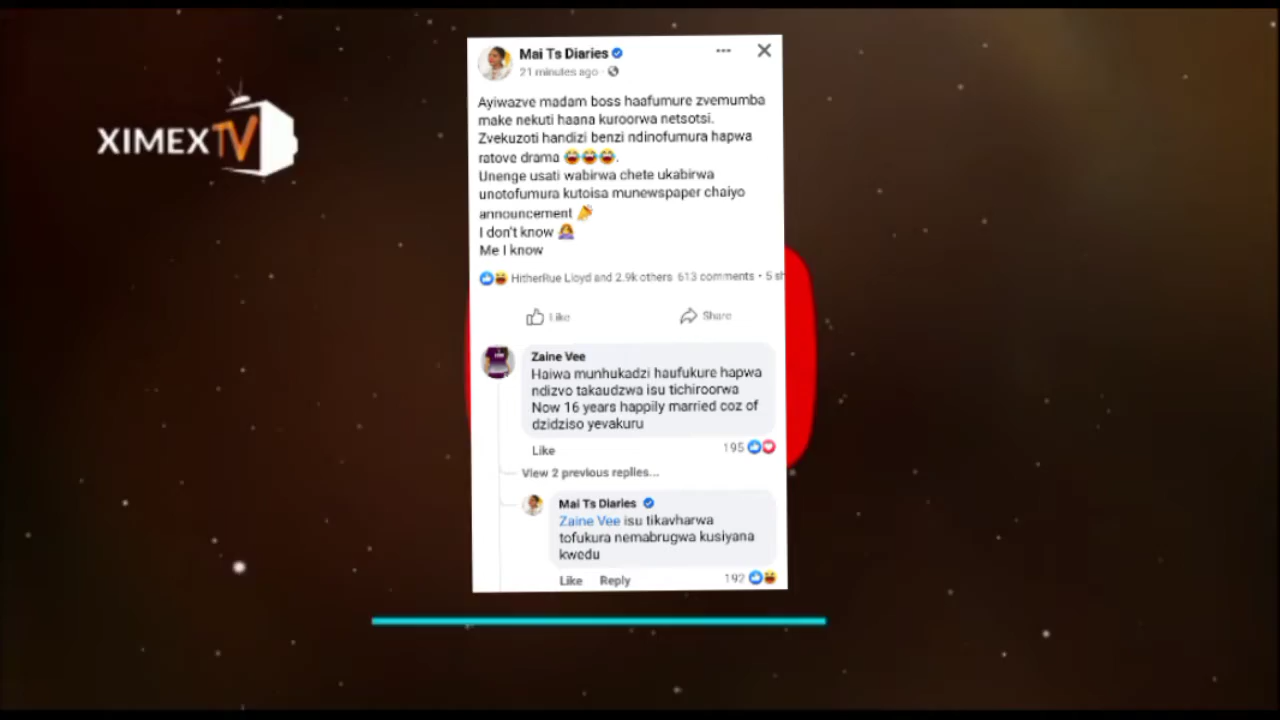 XIMEXTV
Mai Ts Diaries
21 minutes ago
Ayiwazve madam boss haafumure zvemumba
make nekuti haana kuroorwa netsotsi.
Zvekuzoti handizi benzi ndinofumura hapwa
ratove drama 😂😂😂.
Unenge usati wabirwa chete ukabirwa
unotofumura kutoisa munewspaper chaiyo
announcement 🎉
I don't know 🤷‍♀️
Me I know
HitherRue Lloyd and 2.9k others 613 comments • 5 sh
Like Share
Zaine Vee
Haiwa munhukadzi haufukure hapwa
ndizvo takaudzwa isu tichiroorwa
Now 16 years happily married coz of
dzidziso yevakuru
Like 195
View 2 previous replies...
Mai Ts Diaries
Zaine Vee isu tikavharwa
tofukura nemabrugwa kusiyana
kwedu
Like Reply 192